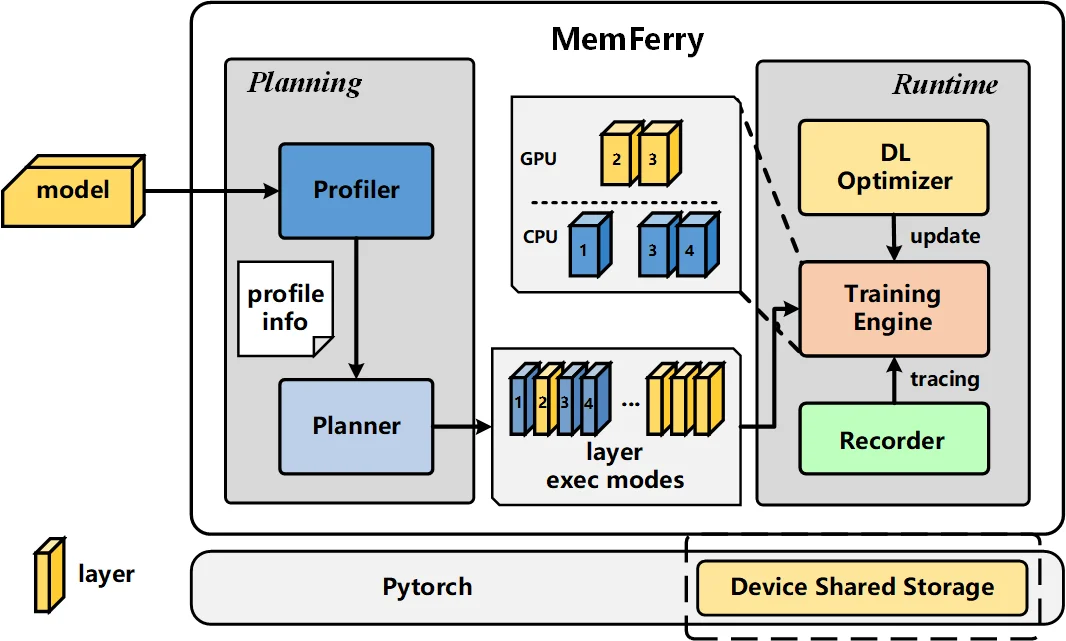 MemFerry
Planning
Runtime
model
Profiler
profile
info
Planner
GPU
2 3
CPU
1 3 4
1 2 3 4 ...
layer
exec modes
DL
Optimizer
update
Training
Engine
tracing
Recorder
layer
Pytorch
Device Shared Storage